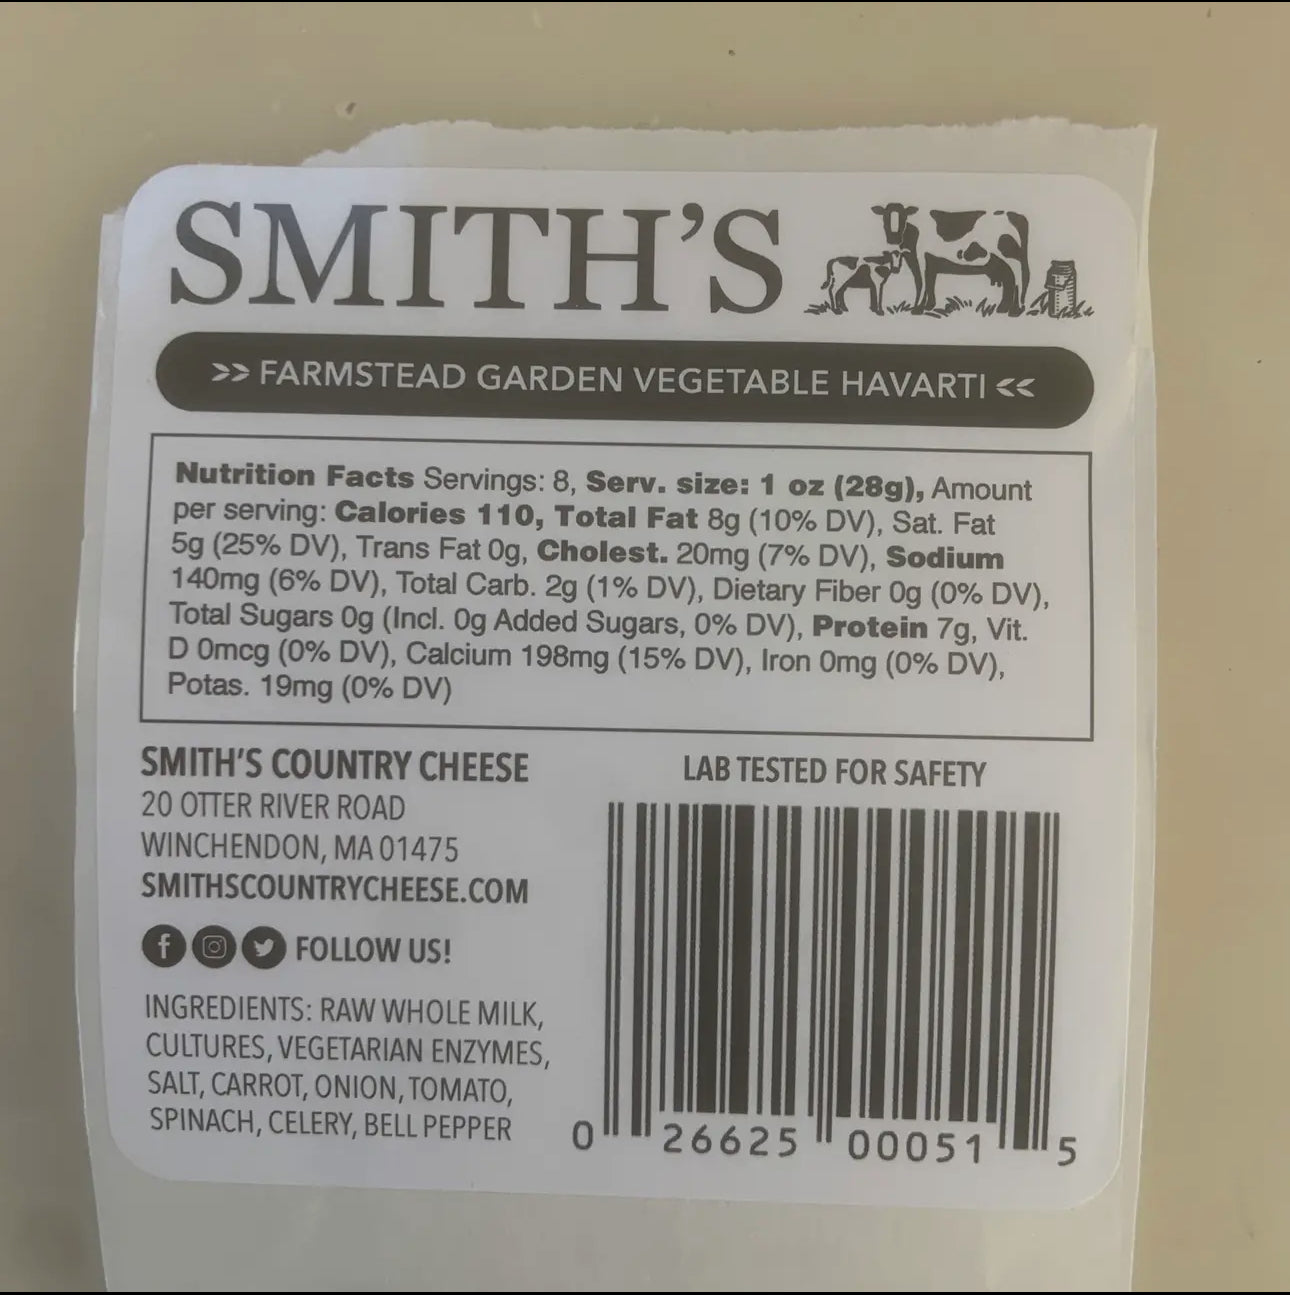 SMITH'S
>> FARMSTEAD GARDEN VEGETABLE HAVARTI <<
Nutrition Facts Servings: 8, Serv. size: 1 oz (28g), Amount
per serving: Calories 110, Total Fat 8g (10% DV), Sat. Fat
5g (25% DV), Trans Fat 0g, Cholest. 20mg (7% DV), Sodium
140mg (6% DV), Total Carb. 2g (1% DV), Dietary Fiber 0g (0% DV),
Total Sugars 0g (Incl. 0g Added Sugars, 0% DV), Protein 7g, Vit.
D 0mcg (0% DV), Calcium 198mg (15% DV), Iron 0mg (0% DV),
Potas. 19mg (0% DV)
SMITH'S COUNTRY CHEESE
20 OTTER RIVER ROAD
WINCHENDON, MA 01475
SMITHSCOUNTRYCHEESE.COM
FOLLOW US!
INGREDIENTS: RAW WHOLE MILK,
CULTURES, VEGETARIAN ENZYMES,
SALT, CARROT, ONION, TOMATO,
SPINACH, CELERY, BELL PEPPER
LAB TESTED FOR SAFETY
0 26625 00051 5